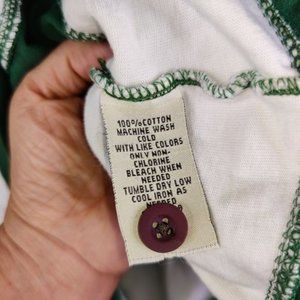 100%COTTON
MACHINE WASH
COLD
WITH LIKE COLORS
ONLY NON-
CHLORINE
BLEACH WHEN
NEEDED
TUMBLE DRY LOW
COOL IRON AS
NEEDED